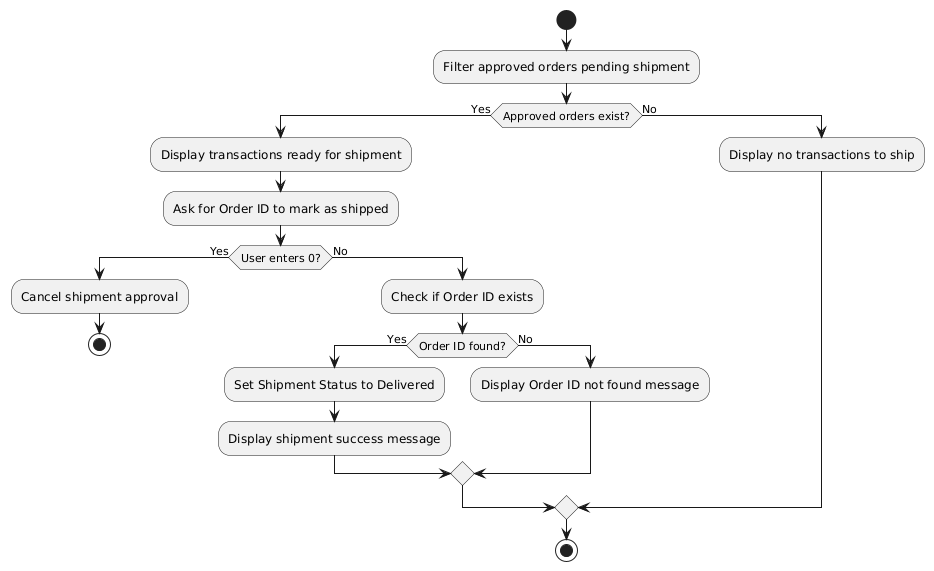 Filter approved orders pending shipment
Yes
Approved orders exist?
No
Display transactions ready for shipment
Display no transactions to ship
Ask for Order ID to mark as shipped
Yes
User enters 0?
No
Cancel shipment approval
Check if Order ID exists
Yes
Order ID found?
No
Set Shipment Status to Delivered
Display Order ID not found message
Display shipment success message